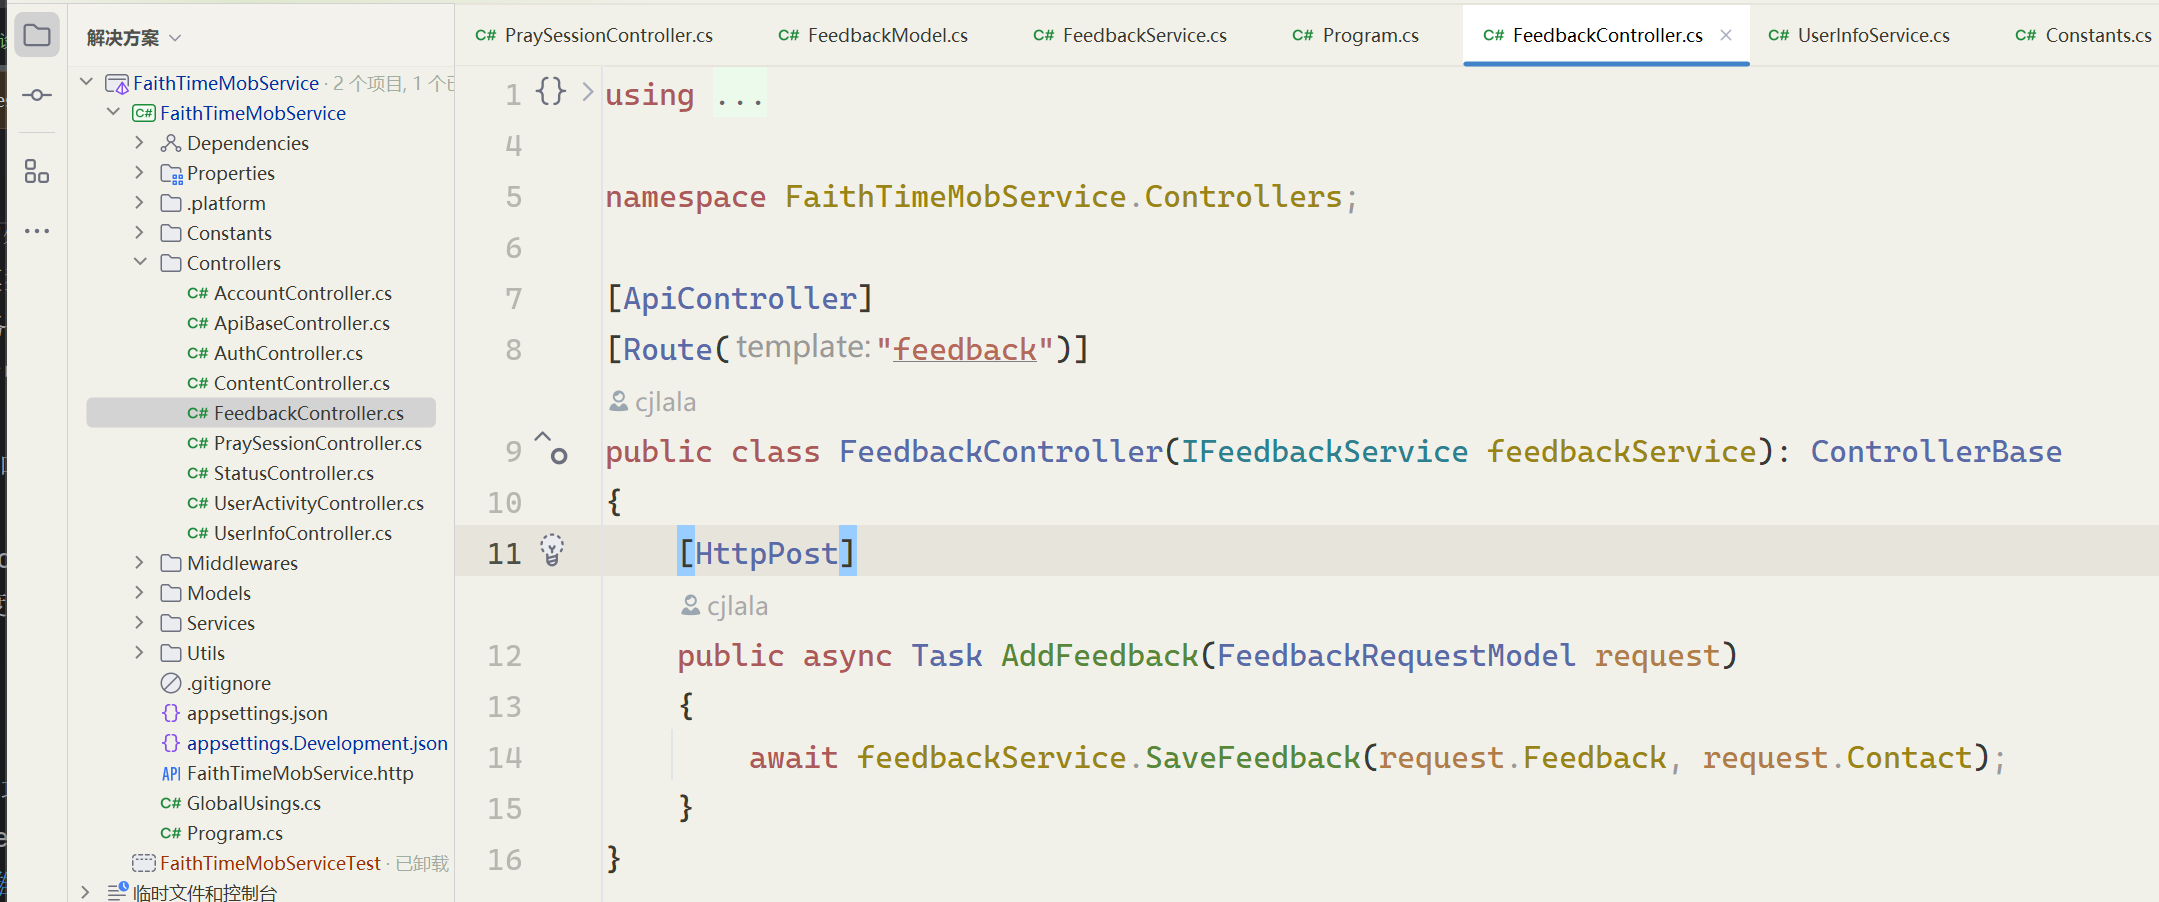 解决方案
FaithTimeMobService · 2 个项目, 1 个
FaithTimeMobService
Dependencies
Properties
.platform
Constants
Controllers
C# AccountController.cs
C# ApiBaseController.cs
C# AuthController.cs
C# ContentController.cs
C# FeedbackController.cs
C# PraySessionController.cs
C# StatusController.cs
C# UserActivityController.cs
C# UserInfoController.cs
Middlewares
Models
Services
Utils
.gitignore
{} appsettings.json
{} appsettings.Development.json
API FaithTimeMobService.http
C# GlobalUsings.cs
C# Program.cs
FaithTimeMobServiceTest · 已卸载
临时文件和控制台
C# PraySessionController.cs C# FeedbackModel.cs C# FeedbackService.cs C# Program.cs C# FeedbackController.cs C# UserInfoService.cs C# Constants.cs
1 {} using ...
4
5 namespace FaithTimeMobService.Controllers;
6
7 [ApiController]
8 [Route( template: "feedback")]
cjlala
9 public class FeedbackController(IFeedbackService feedbackService): ControllerBase
10 {
11 [HttpPost]
cjlala
12 public async Task AddFeedback(FeedbackRequestModel request)
13 {
14 await feedbackService.SaveFeedback(request.Feedback, request.Contact);
15 }
16 }